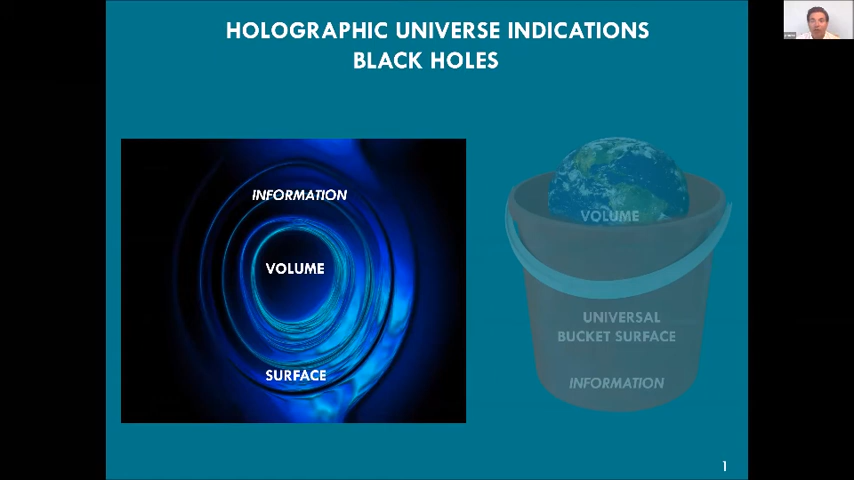 HOLOGRAPHIC UNIVERSE INDICATIONS
BLACK HOLES
INFORMATION
VOLUME
SURFACE
VOLUME
UNIVERSAL
BUCKET SURFACE
INFORMATION
1